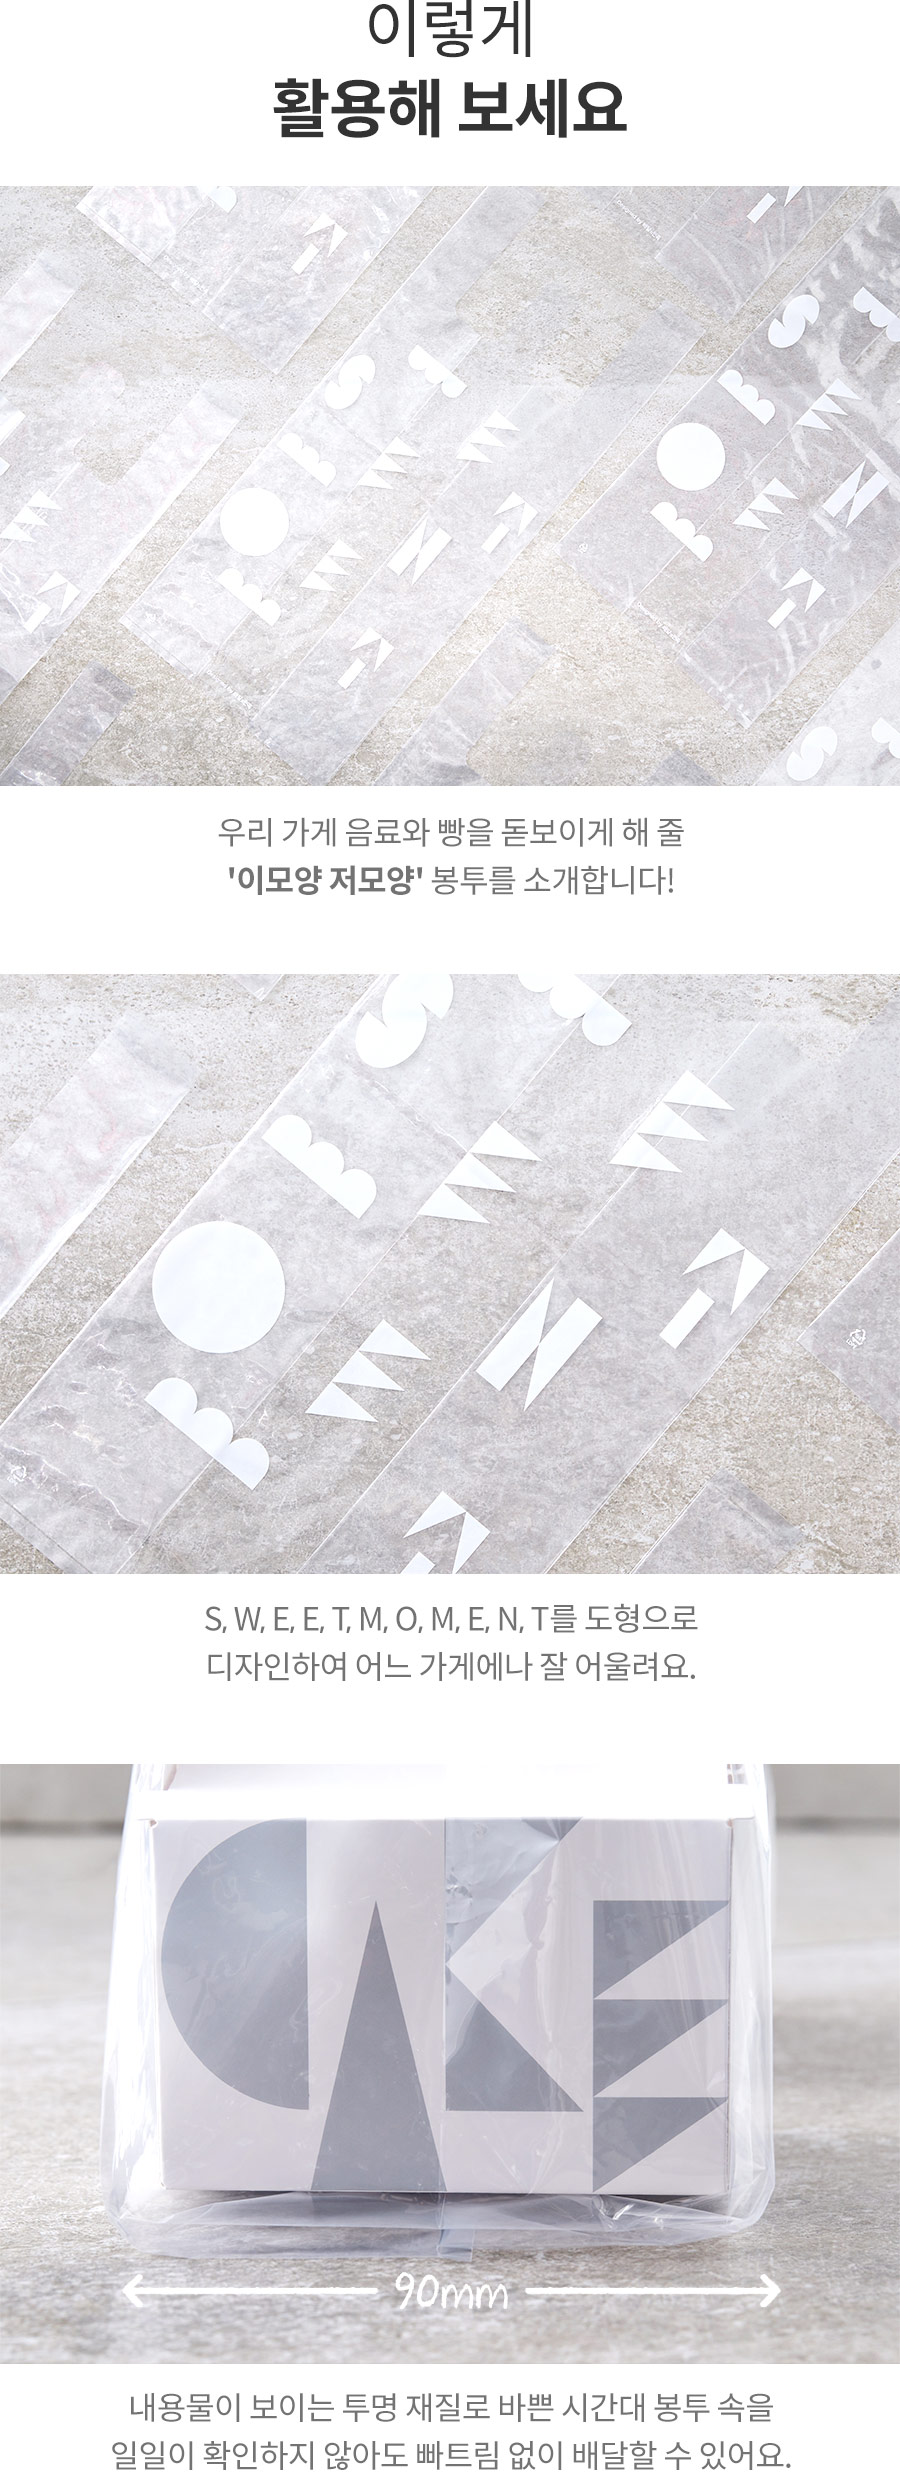 이렇게
활용해 보세요
우리 가게 음료와 빵을 돋보이게 해 줄
'이모양 저모양' 봉투를 소개합니다!
S, W, E, E, T, M, O, M, E, N, T를 도형으로
디자인하여 어느 가게에나 잘 어울려요.
CAKE
90mm
내용물이 보이는 투명 재질로 바쁜 시간대 봉투 속을
일일이 확인하지 않아도 빠트림 없이 배달할 수 있어요.